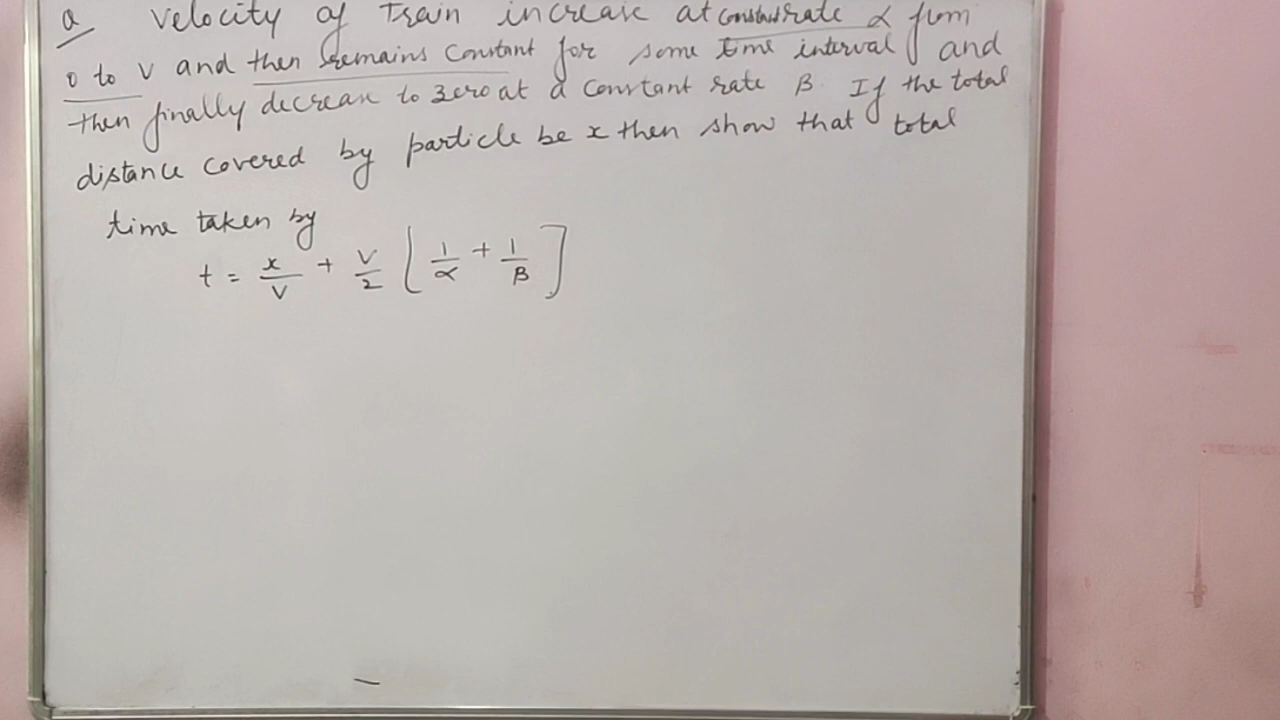 Q Velocity of Train increase at constant rate α from
0 to V and then remains constant for some time interval and
then finally decrease to zero at a constant rate β. If the total
distance covered by particle be x then show that total
time taken by
t = x/V + V/2 [ 1/α + 1/β ]